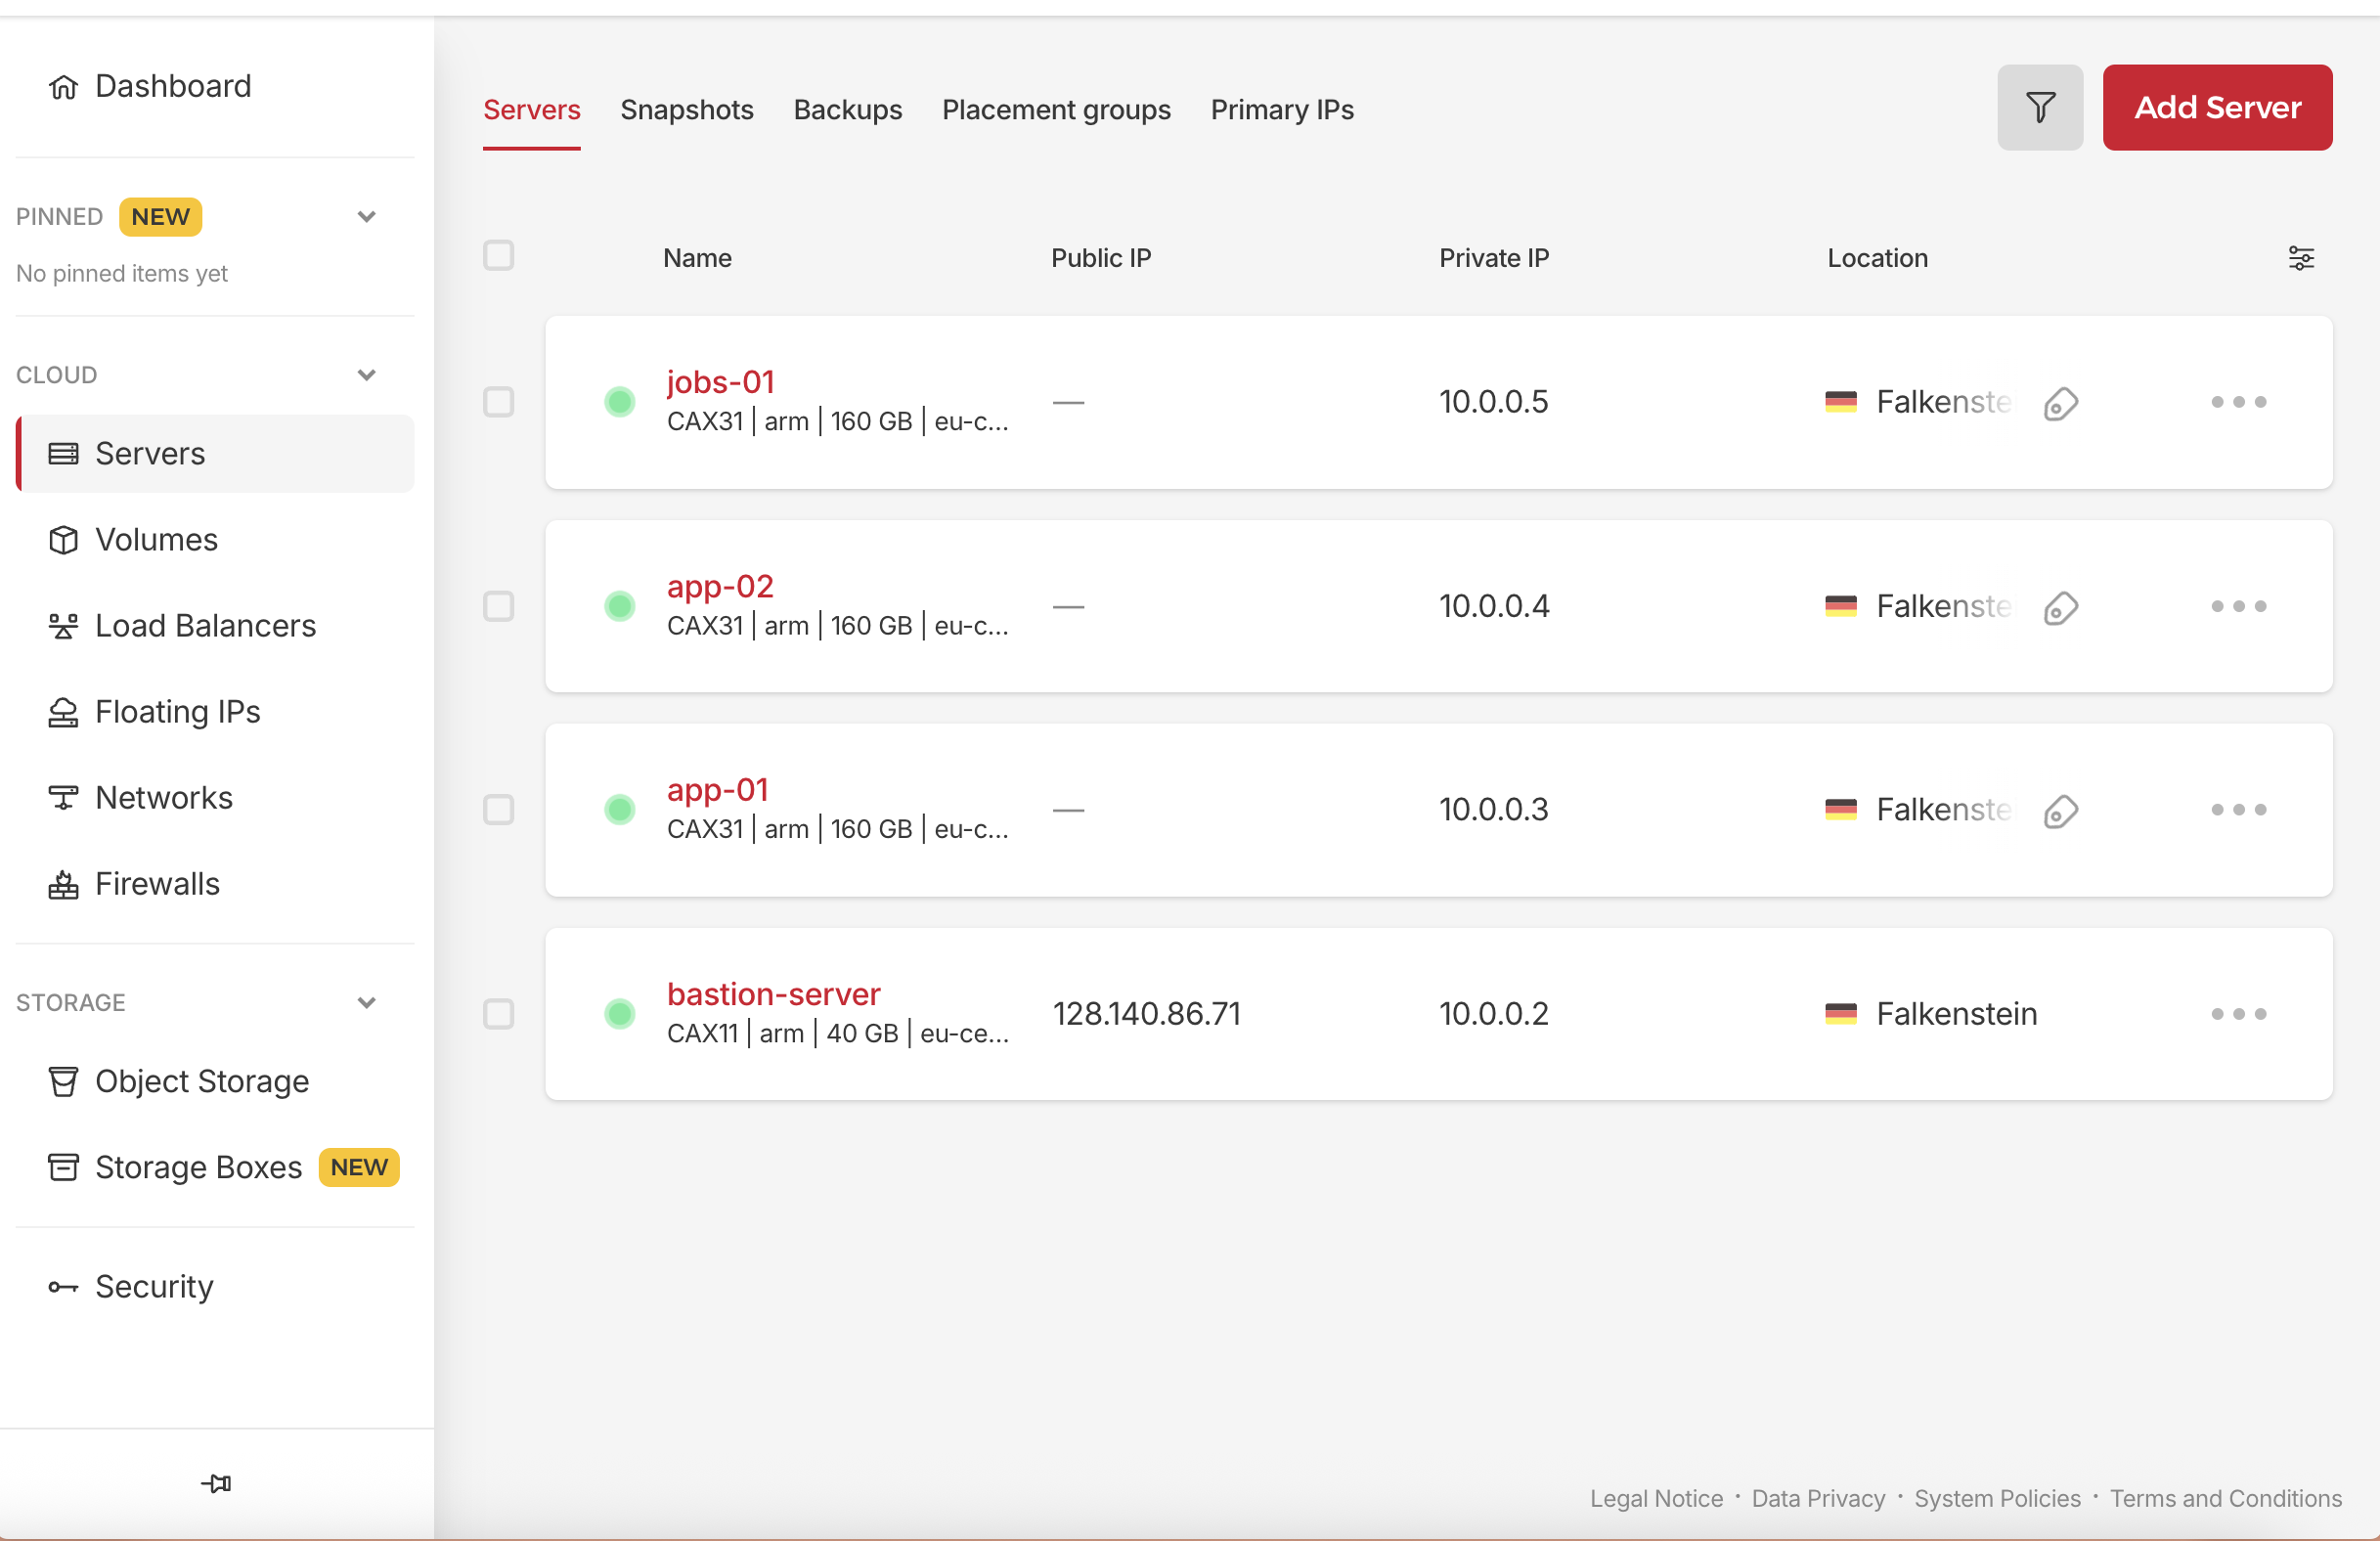 Dashboard
PINNED NEW
No pinned items yet
CLOUD
Servers
Volumes
Load Balancers
Floating IPs
Networks
Firewalls
STORAGE
Object Storage
Storage Boxes NEW
Security
Servers Snapshots Backups Placement groups Primary IPs
Add Server
Name Public IP Private IP Location
jobs-01
CAX31 | arm | 160 GB | eu-c...
— 10.0.0.5 Falkenste
app-02
CAX31 | arm | 160 GB | eu-c...
— 10.0.0.4 Falkenste
app-01
CAX31 | arm | 160 GB | eu-c...
— 10.0.0.3 Falkenste
bastion-server
CAX11 | arm | 40 GB | eu-ce...
128.140.86.71 10.0.0.2 Falkenstein
Legal Notice · Data Privacy · System Policies · Terms and Conditions